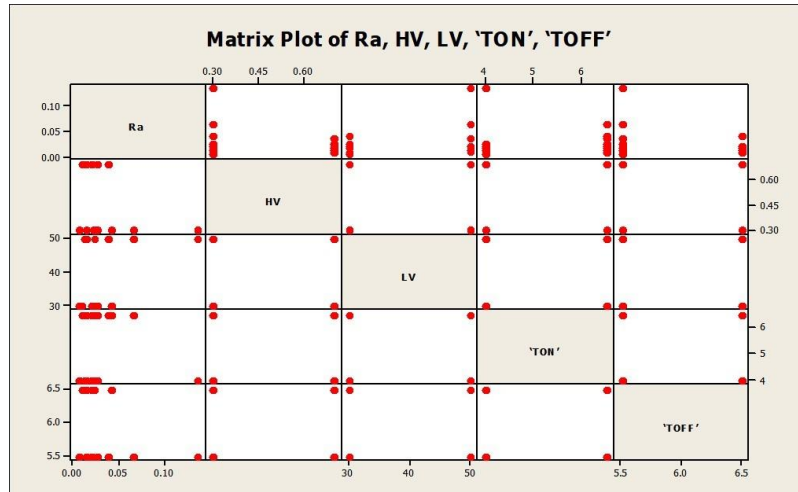 Matrix Plot of Ra, HV, LV, ‘TON’, ‘TOFF’
0.30 0.45 0.60 4 5 6
0.10
0.05
0.00
Ra
HV
0.60
0.45
0.30
50
40
30
LV
‘TON’
6
5
4
6.5
6.0
5.5
‘TOFF’
0.00 0.05 0.10 30 40 50 5.5 6.0 6.5